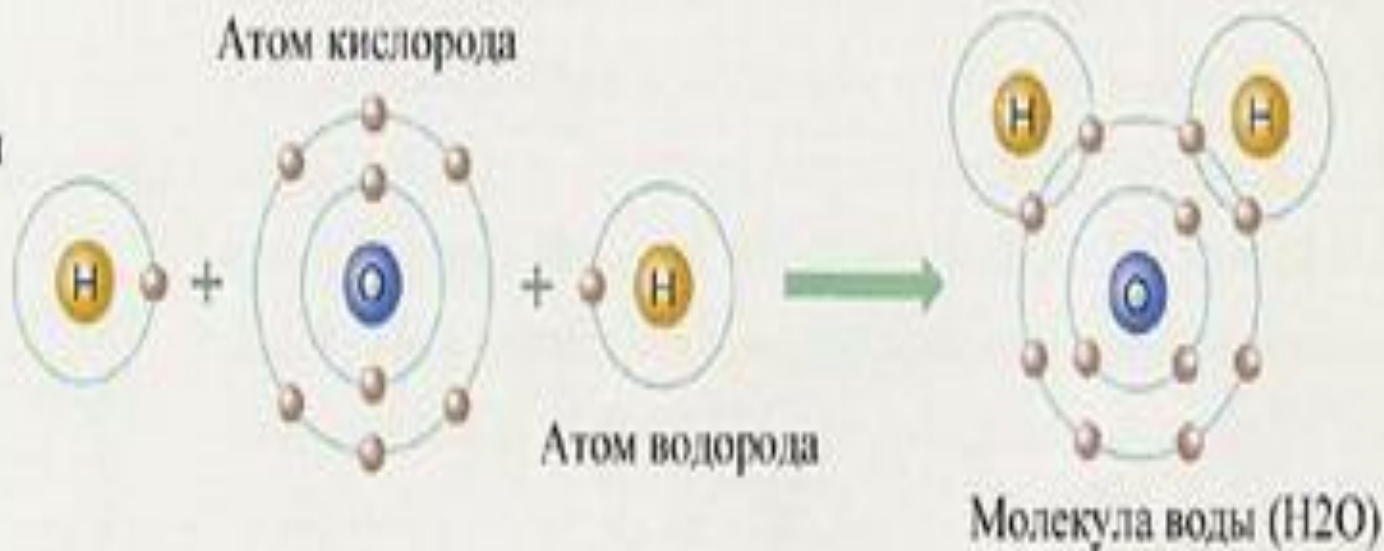 Атом кислорода
H + O + H
Атом водорода
H H
O
Молекула воды (H2O)